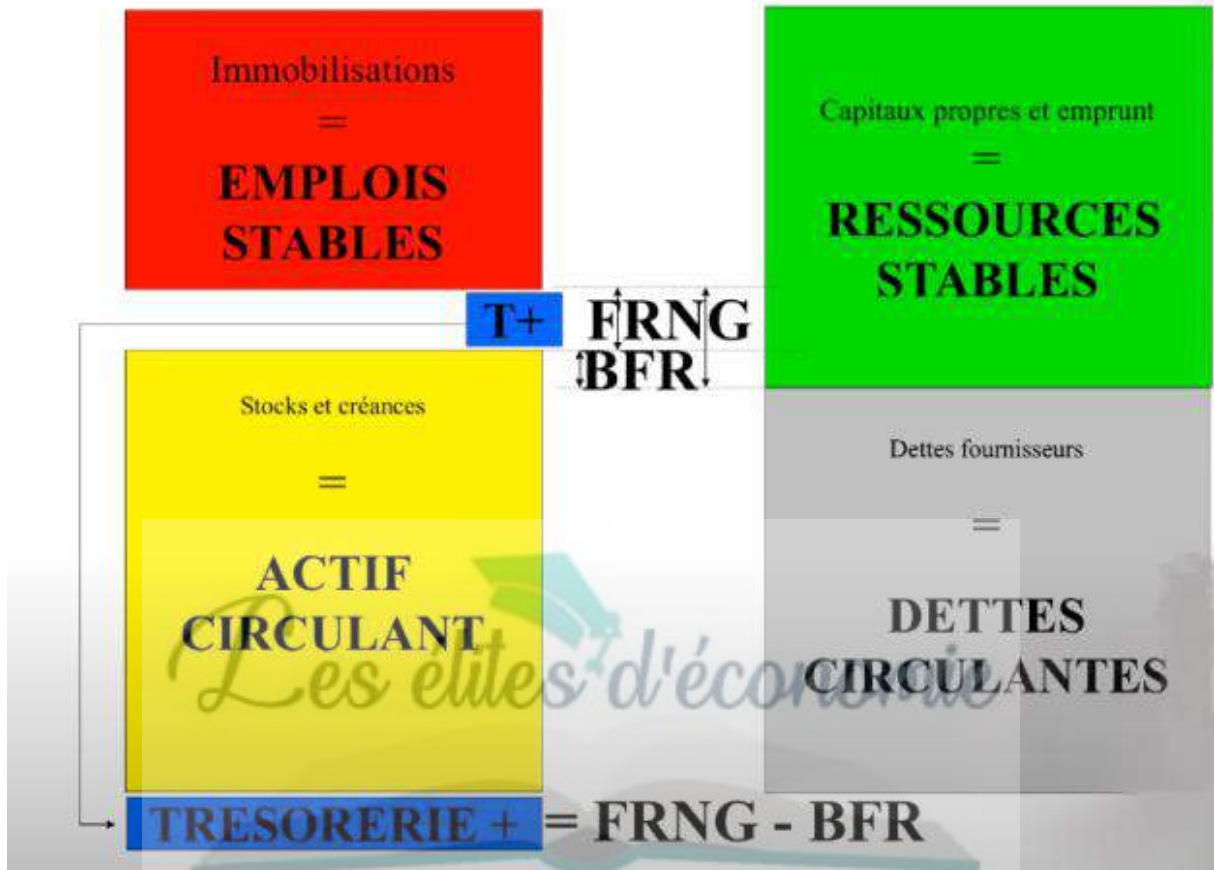 Immobilisations
=
EMPLOIS
STABLES
Capitaux propres et emprunt
=
RESSOURCES
STABLES
T+
FRNG
BFR
Stocks et créances
=
ACTIF
CIRCULANT
Dettes fournisseurs
=
DETTES
CIRCULANTES
Les élites d'économie
TRESORERIE + = FRNG - BFR